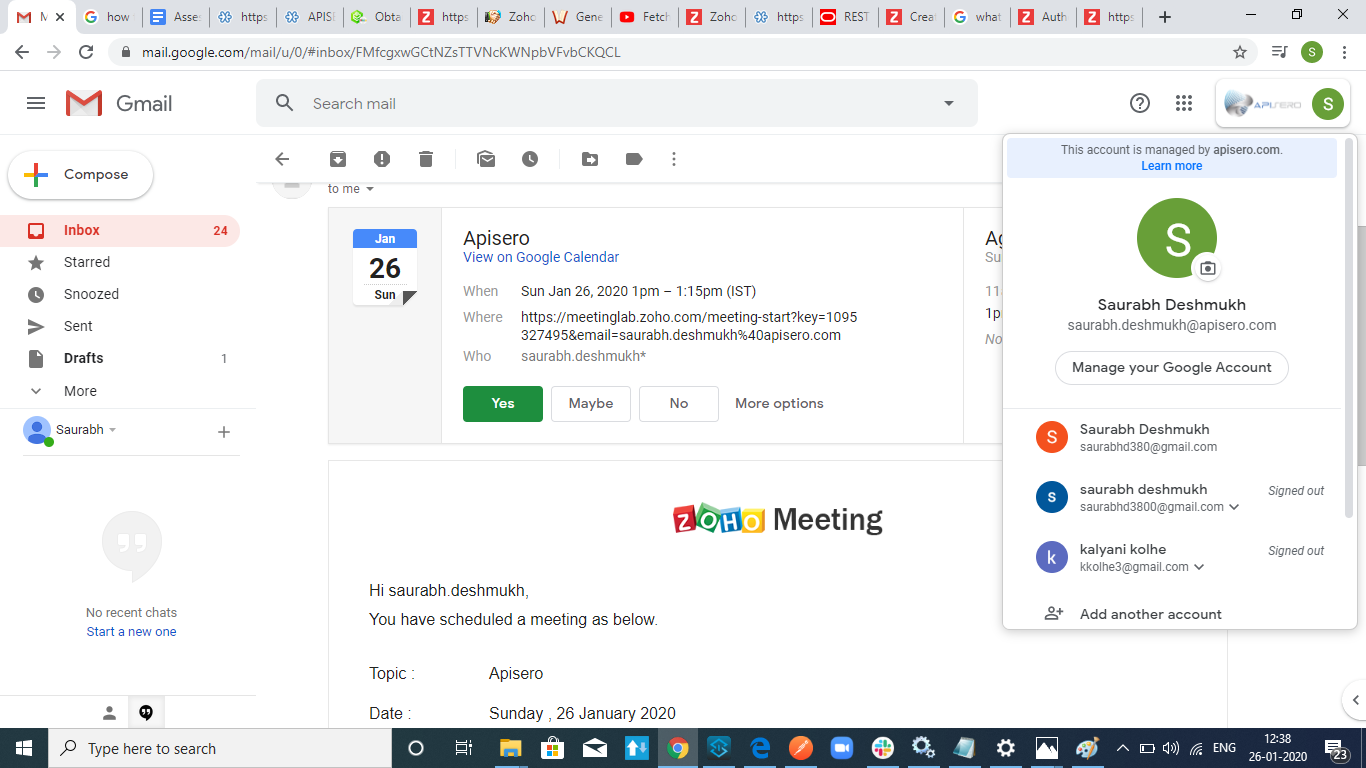 M
how
Asses
https
APISE
Obta
https
Zoho
Gene
Fetch
Zoho
https
REST
Creat
what
Auth
https
mail.google.com/mail/u/0/#inbox/FMfcgxwGCtNZsTTVNcKWNpbVFvbCKQCL
S
Gmail
Search mail
APISERO
S
Compose
to me
This account is managed by apisero.com.
Learn more
Inbox 24
Starred
Snoozed
Sent
Drafts 1
More
Saurabh
No recent chats
Start a new one
Jan
26
Sun
Apisero
View on Google Calendar
When Sun Jan 26, 2020 1pm – 1:15pm (IST)
Where https://meetinglab.zoho.com/meeting-start?key=1095
327495&email=saurabh.deshmukh%40apisero.com
Who saurabh.deshmukh*
Yes Maybe No More options
Ag
Su
11
1p
No
S
Saurabh Deshmukh
saurabh.deshmukh@apisero.com
Manage your Google Account
S
Saurabh Deshmukh
saurabhd380@gmail.com
s
saurabh deshmukh Signed out
saurabhd3800@gmail.com
k
kalyani kolhe Signed out
kkolhe3@gmail.com
Add another account
ZOHO Meeting
Hi saurabh.deshmukh,
You have scheduled a meeting as below.
Topic : Apisero
Date : Sunday , 26 January 2020
Type here to search
ENG
12:38
26-01-2020
23